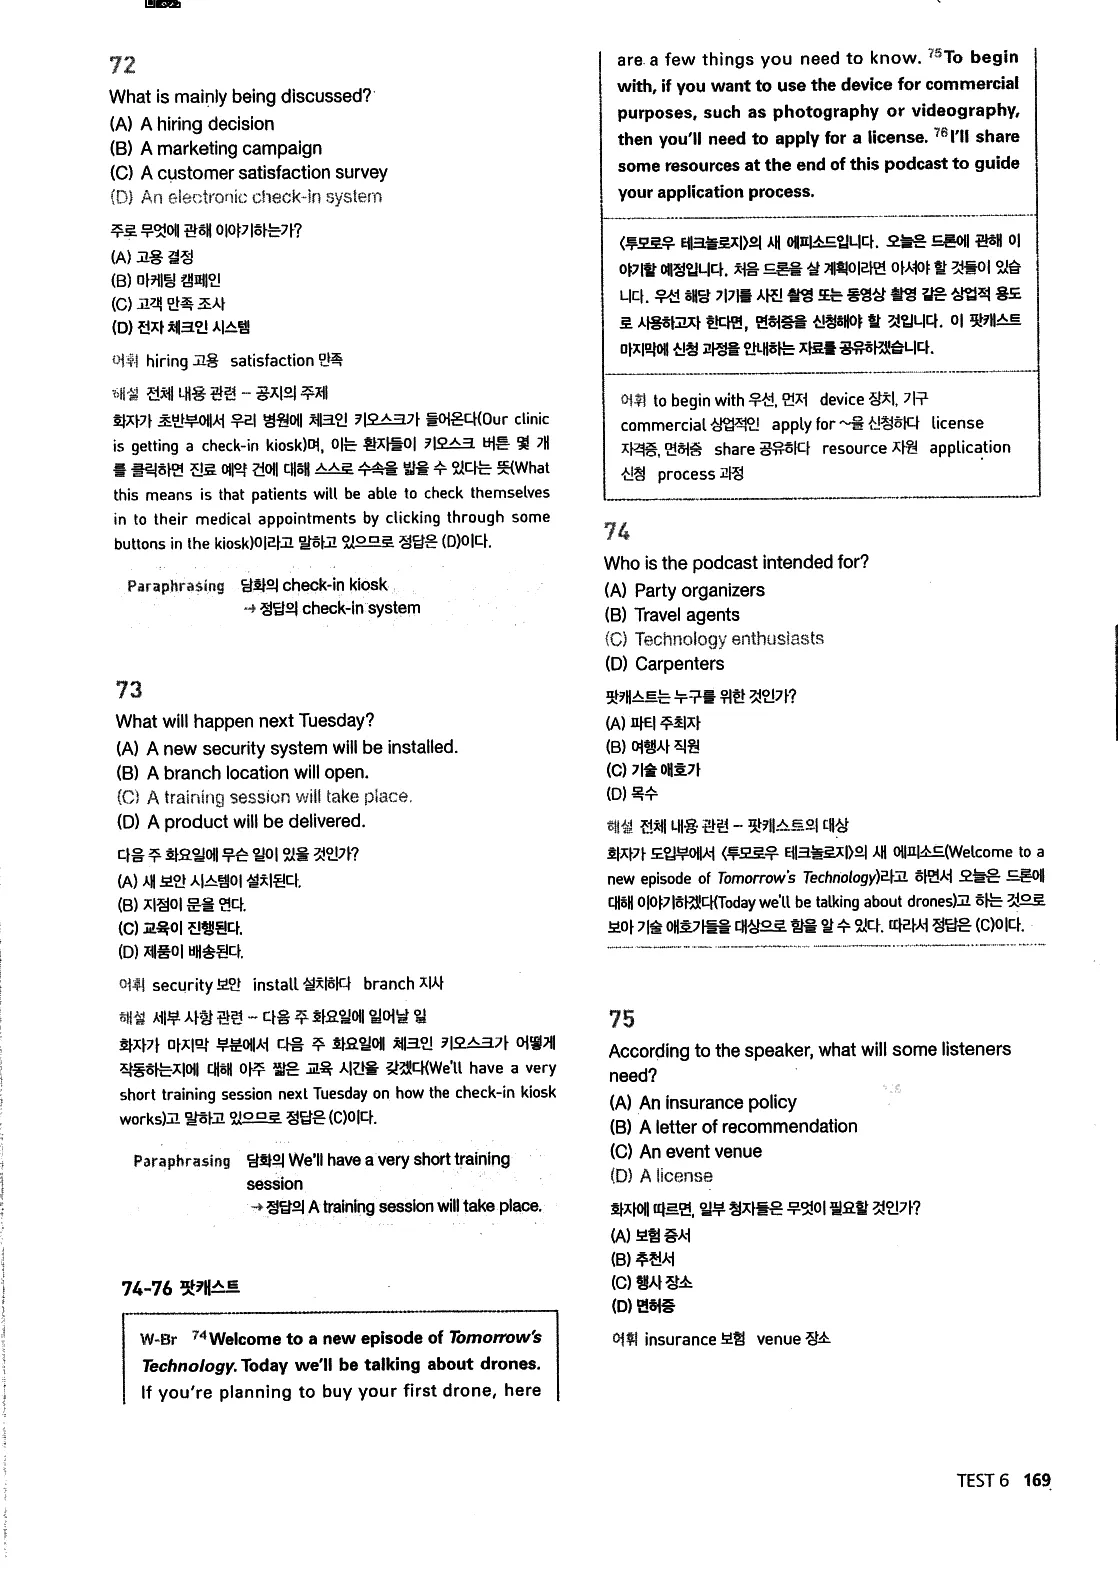 72
What is mainly being discussed?
(A) A hiring decision
(B) A marketing campaign
(C) A customer satisfaction survey
(D) An electronic check-in system
주로 무엇에 관해 이야기하는가?
(A) 고용 결정
(B) 마케팅 캠페인
(C) 고객 만족 조사
(D) 전자 체크인 시스템
어휘 hiring 고용 satisfaction 만족
해설 전체 내용 관련 – 공지의 주제
화자가 초반부에서 우리 병원에 체크인 키오스크가 들어온다(Our clinic
is getting a check-in kiosk)며, 이는 환자들이 키오스크 버튼 몇 개
를 클릭하면 진료 예약 건에 대해 스스로 수속을 밟을 수 있다는 뜻(What
this means is that patients will be able to check themselves
in to their medical appointments by clicking through some
buttons in the kiosk)이라고 말하고 있으므로 정답은 (D)이다.
Paraphrasing 담화의 check-in kiosk
→ 정답의 check-in system
73
What will happen next Tuesday?
(A) A new security system will be installed.
(B) A branch location will open.
(C) A training session will take place.
(D) A product will be delivered.
다음 주 화요일에 무슨 일이 있을 것인가?
(A) 새 보안 시스템이 설치된다.
(B) 지점이 문을 연다.
(C) 교육이 진행된다.
(D) 제품이 배송된다.
어휘 security 보안 install 설치하다 branch 지사
해설 세부 사항 관련 – 다음 주 화요일에 일어날 일
화자가 마지막 부분에서 다음 주 화요일에 체크인 키오스크가 어떻게
작동하는지에 대해 아주 짧은 교육 시간을 갖겠다(We'll have a very
short training session next Tuesday on how the check-in kiosk
works)고 말하고 있으므로 정답은 (C)이다.
Paraphrasing 담화의 We'll have a very short training
session
→ 정답의 A training session will take place.
74-76 팟캐스트
W-Br 74Welcome to a new episode of Tomorrow's
Technology. Today we'll be talking about drones.
If you're planning to buy your first drone, here
are a few things you need to know. 75To begin
with, if you want to use the device for commercial
purposes, such as photography or videography,
then you'll need to apply for a license. 76I'll share
some resources at the end of this podcast to guide
your application process.
〈투모로우 테크놀로지〉의 새 에피소드입니다. 오늘은 드론에 관해 이
야기할 예정입니다. 처음 드론을 살 계획이라면 아셔야 할 것들이 있습
니다. 우선 해당 기기를 사진 촬영 또는 동영상 촬영 같은 상업적 용도
로 사용하고자 한다면, 면허증을 신청해야 할 것입니다. 이 팟캐스트
마지막에 신청 과정을 안내하는 자료를 공유하겠습니다.
어휘 to begin with 우선, 먼저 device 장치, 기구
commercial 상업적인 apply for ~을 신청하다 license
자격증, 면허증 share 공유하다 resource 자원 application
신청 process 과정
74
Who is the podcast intended for?
(A) Party organizers
(B) Travel agents
(C) Technology enthusiasts
(D) Carpenters
팟캐스트는 누구를 위한 것인가?
(A) 파티 주최자
(B) 여행사 직원
(C) 기술 애호가
(D) 목수
해설 전체 내용 관련 – 팟캐스트의 대상
화자가 도입부에서 〈투모로우 테크놀로지〉의 새 에피소드(Welcome to a
new episode of Tomorrow's Technology)라고 하면서 오늘은 드론에
대해 이야기하겠다(Today we'll be talking about drones)고 하는 것으로
보아 기술 애호가들을 대상으로 함을 알 수 있다. 따라서 정답은 (C)이다.
75
According to the speaker, what will some listeners
need?
(A) An insurance policy
(B) A letter of recommendation
(C) An event venue
(D) A license
화자에 따르면, 일부 청자들은 무엇이 필요할 것인가?
(A) 보험 증서
(B) 추천서
(C) 행사 장소
(D) 면허증
어휘 insurance 보험 venue 장소
TEST 6 169